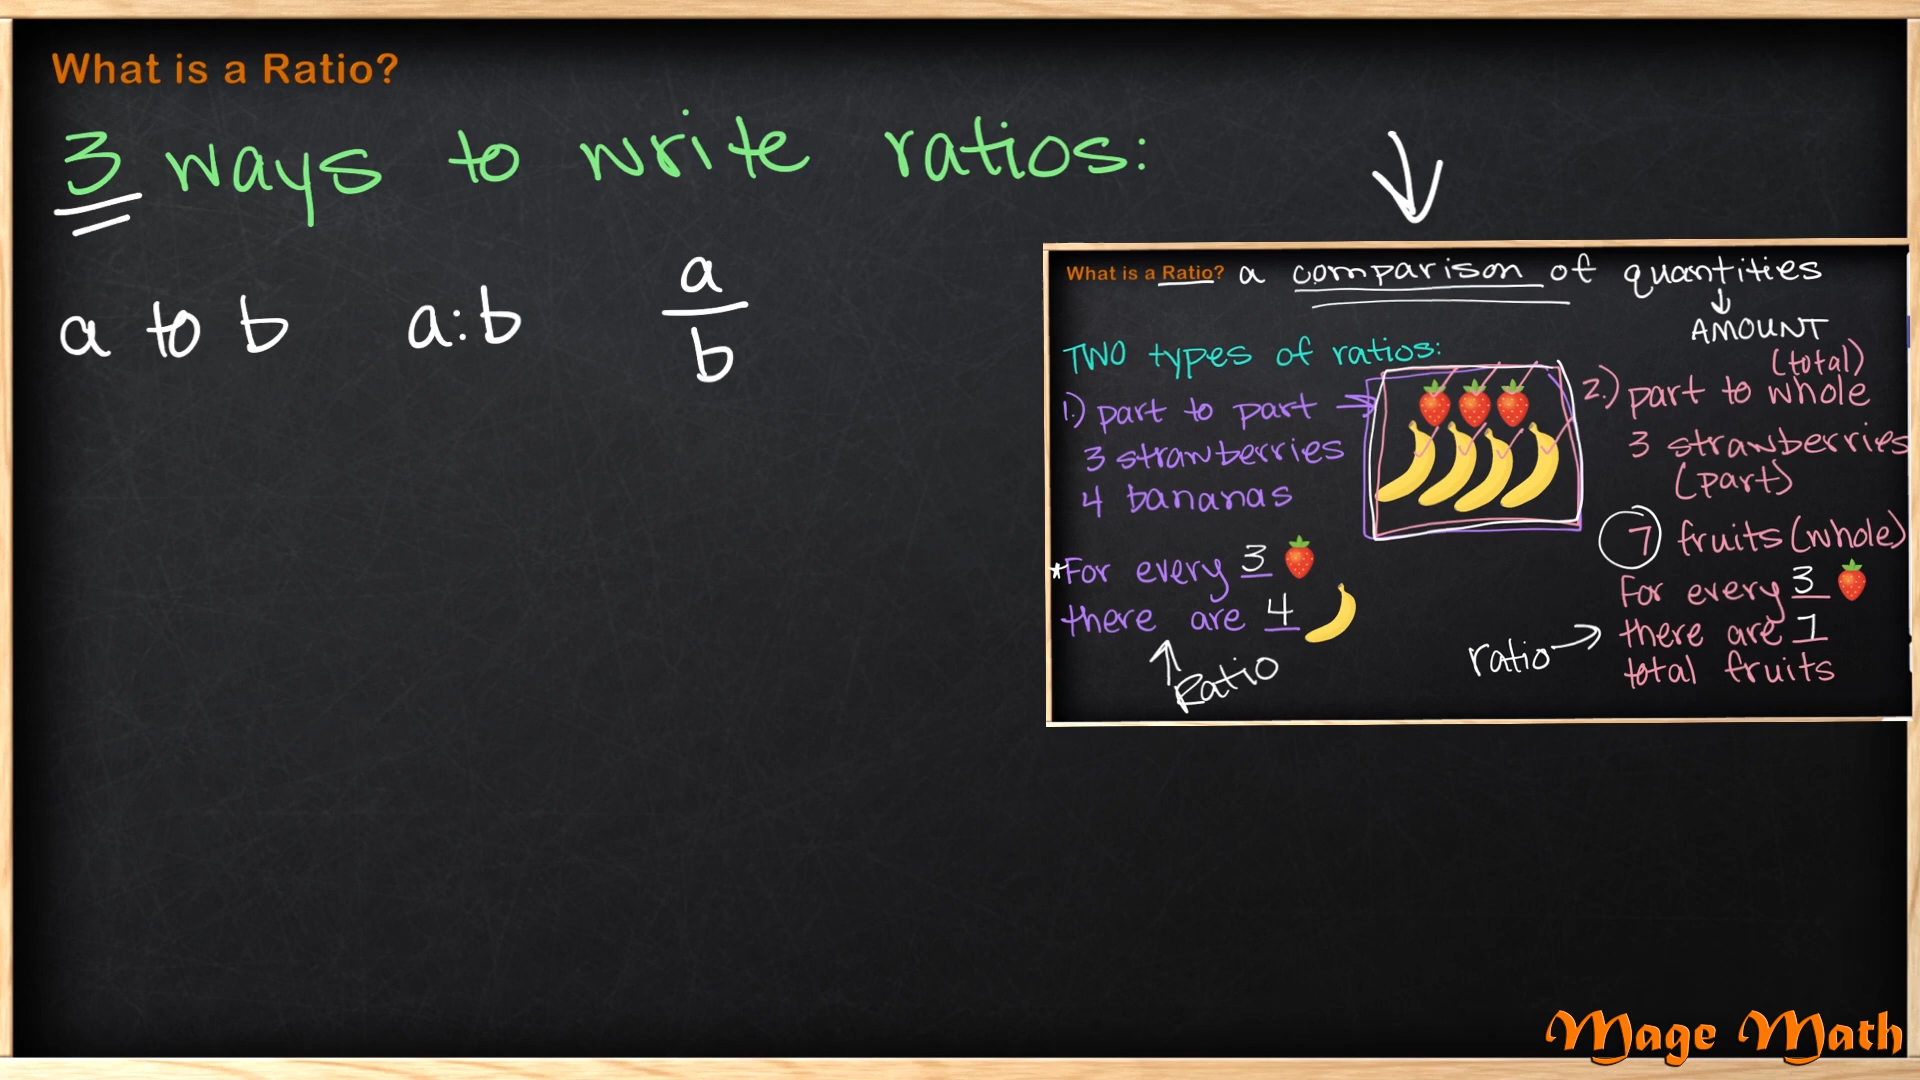 What is a Ratio?
3 ways to write ratios:
a to b a:b a/b
What is a Ratio? a comparison of quantities
AMOUNT
TWO types of ratios:
1.) part to part
3 strawberries
4 bananas
*For every 3
there are 4
Ratio
(total)
2.) part to whole
3 strawberries
(part)
7 fruits (whole)
For every 3
there are 7
total fruits
ratio
Mage Math